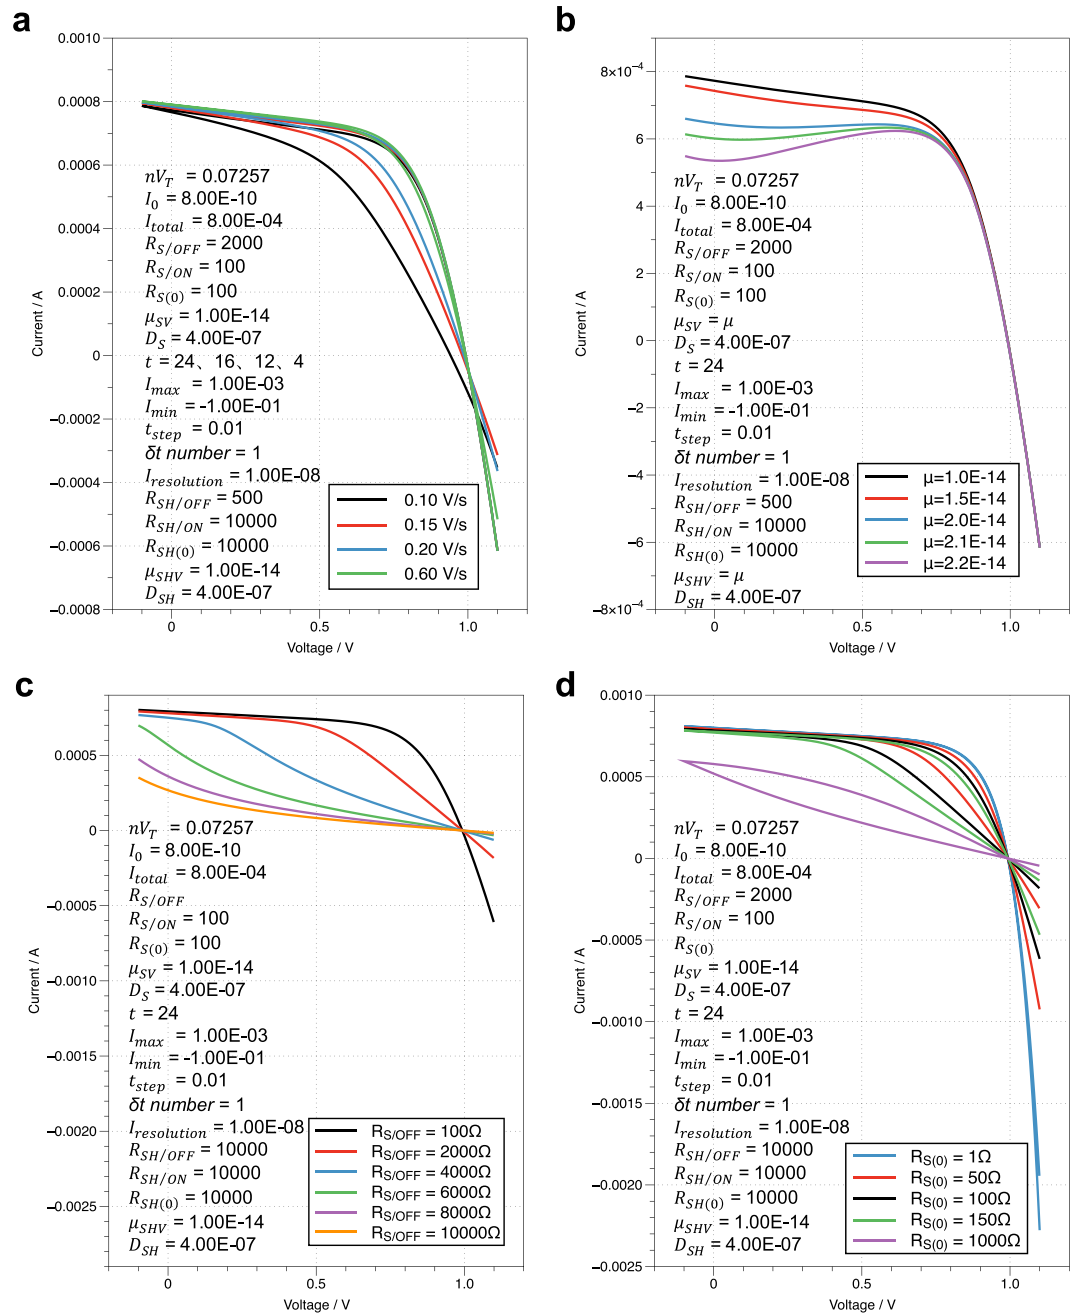 a
0.0010
0.0008
0.0006
0.0004
0.0002
0
−0.0002
−0.0004
−0.0006
−0.0008
Current / A
nV_T = 0.07257
I_0 = 8.00E-10
I_total = 8.00E-04
R_S/OFF = 2000
R_S/ON = 100
R_S(0) = 100
μ_SV = 1.00E-14
D_S = 4.00E-07
t = 24、16、12、4
I_max = 1.00E-03
I_min = -1.00E-01
t_step = 0.01
δt number = 1
I_resolution = 1.00E-08
R_SH/OFF = 500
R_SH/ON = 10000
R_SH(0) = 10000
μ_SHV = 1.00E-14
D_SH = 4.00E-07
0.10 V/s
0.15 V/s
0.20 V/s
0.60 V/s
0 0.5 1.0
Voltage / V
b
8×10⁻⁴
6
4
2
0
−2
−4
−6
−8×10⁻⁴
Current / A
nV_T = 0.07257
I_0 = 8.00E-10
I_total = 8.00E-04
R_S/OFF = 2000
R_S/ON = 100
R_S(0) = 100
μ_SV = μ
D_S = 4.00E-07
t = 24
I_max = 1.00E-03
I_min = -1.00E-01
t_step = 0.01
δt number = 1
I_resolution = 1.00E-08
R_SH/OFF = 500
R_SH/ON = 10000
R_SH(0) = 10000
μ_SHV = μ
D_SH = 4.00E-07
μ=1.0E-14
μ=1.5E-14
μ=2.0E-14
μ=2.1E-14
μ=2.2E-14
0 0.5 1.0
Voltage / V
c
0.0005
0
−0.0005
−0.0010
−0.0015
−0.0020
−0.0025
Current / A
nV_T = 0.07257
I_0 = 8.00E-10
I_total = 8.00E-04
R_S/OFF
R_S/ON = 100
R_S(0) = 100
μ_SV = 1.00E-14
D_S = 4.00E-07
t = 24
I_max = 1.00E-03
I_min = -1.00E-01
t_step = 0.01
δt number = 1
I_resolution = 1.00E-08
R_SH/OFF = 10000
R_SH/ON = 10000
R_SH(0) = 10000
μ_SHV = 1.00E-14
D_SH = 4.00E-07
R_S/OFF = 100Ω
R_S/OFF = 2000Ω
R_S/OFF = 4000Ω
R_S/OFF = 6000Ω
R_S/OFF = 8000Ω
R_S/OFF = 10000Ω
0 0.5 1.0
Voltage / V
d
0.0010
0.0005
0
−0.0005
−0.0010
−0.0015
−0.0020
−0.0025
Current / A
nV_T = 0.07257
I_0 = 8.00E-10
I_total = 8.00E-04
R_S/OFF = 2000
R_S/ON = 100
R_S(0)
μ_SV = 1.00E-14
D_S = 4.00E-07
t = 24
I_max = 1.00E-03
I_min = -1.00E-01
t_step = 0.01
δt number = 1
I_resolution = 1.00E-08
R_SH/OFF = 10000
R_SH/ON = 10000
R_SH(0) = 10000
μ_SHV = 1.00E-14
D_SH = 4.00E-07
R_S(0) = 1Ω
R_S(0) = 50Ω
R_S(0) = 100Ω
R_S(0) = 150Ω
R_S(0) = 1000Ω
0 0.5 1.0
Voltage / V